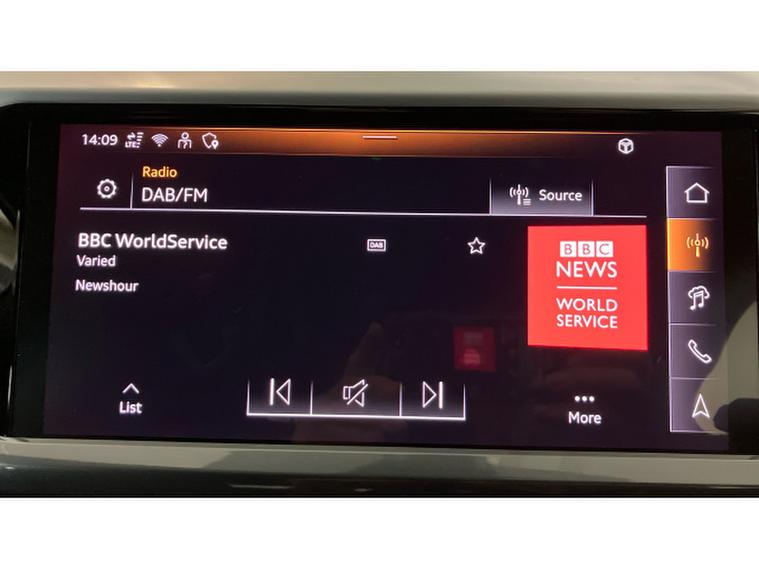 14:09 LTE
Radio
DAB/FM
Source
BBC WorldService
DAB
Varied
Newshour
BBC
NEWS
WORLD
SERVICE
List
More